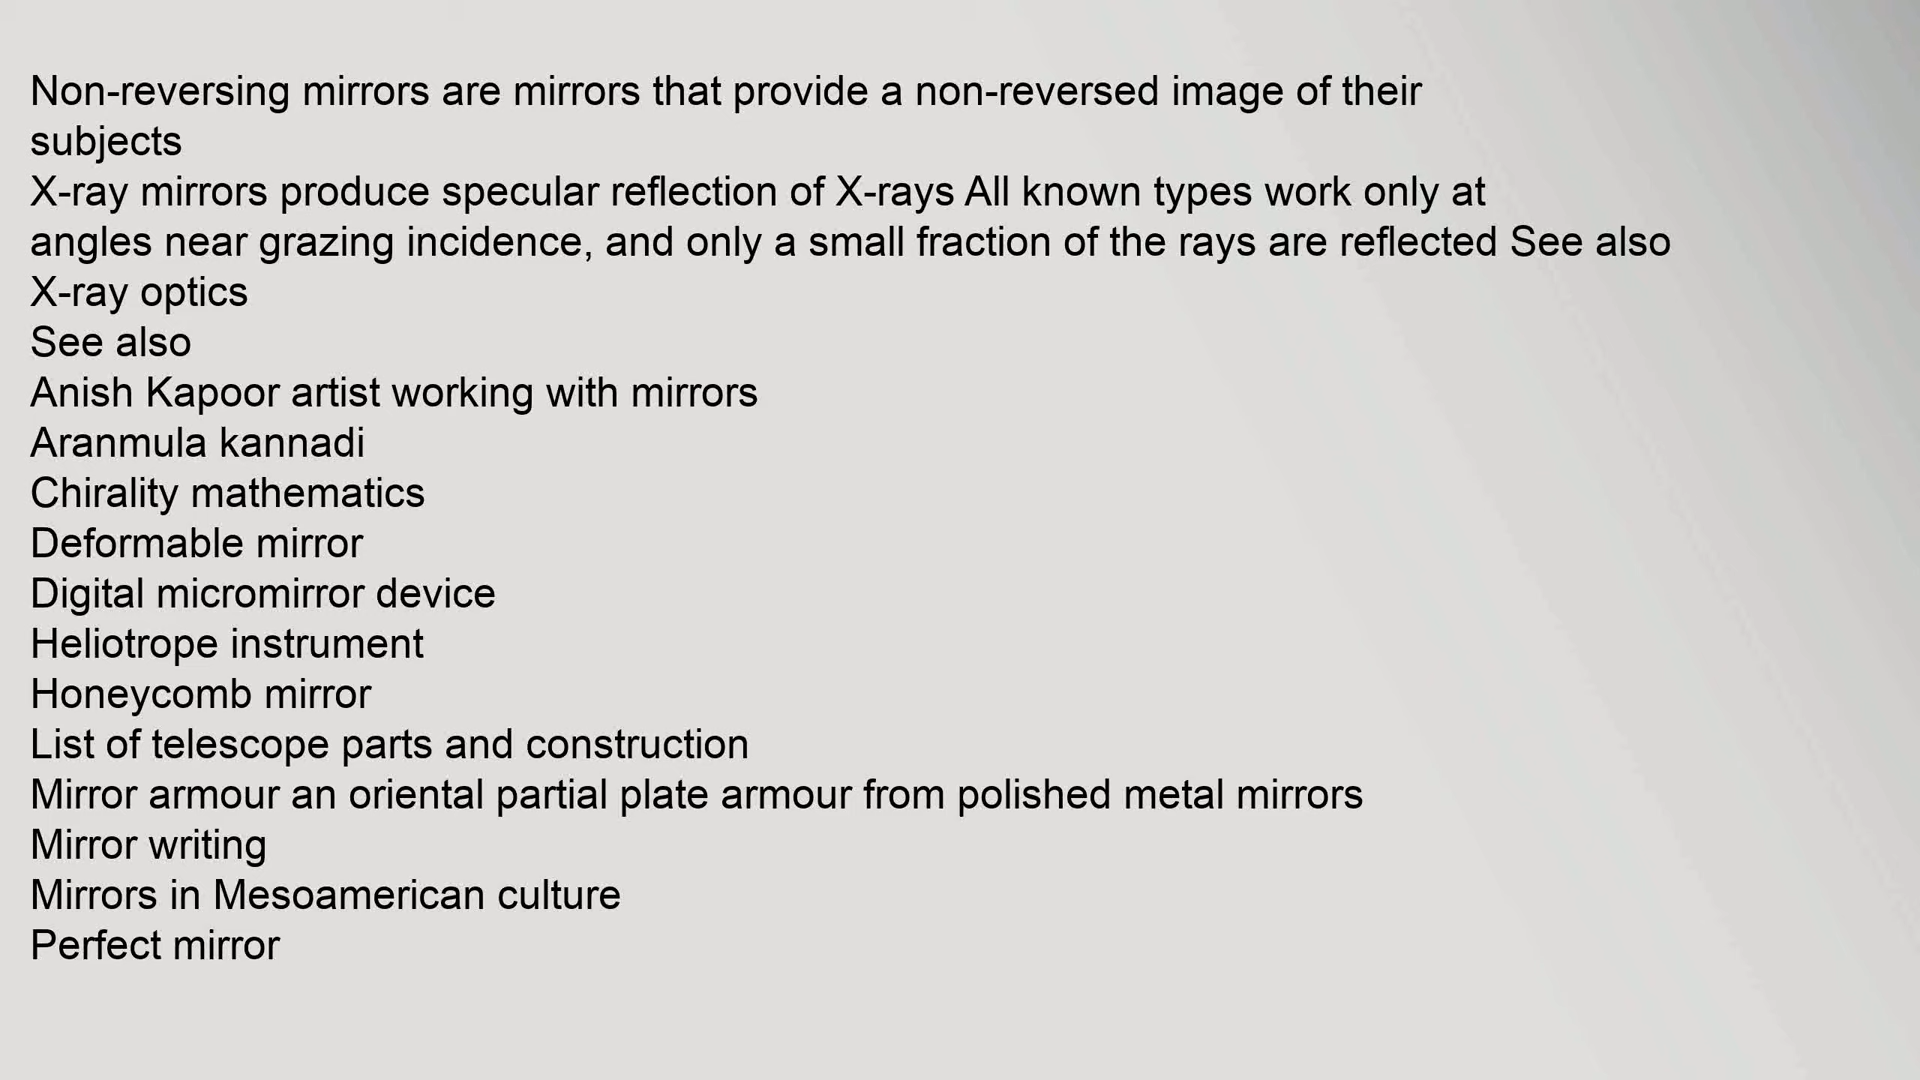 Non-reversing mirrors are mirrors that provide a non-reversed image of their
subjects
X-ray mirrors produce specular reflection of X-rays All known types work only at
angles near grazing incidence, and only a small fraction of the rays are reflected See also
X-ray optics
See also
Anish Kapoor artist working with mirrors
Aranmula kannadi
Chirality mathematics
Deformable mirror
Digital micromirror device
Heliotrope instrument
Honeycomb mirror
List of telescope parts and construction
Mirror armour an oriental partial plate armour from polished metal mirrors
Mirror writing
Mirrors in Mesoamerican culture
Perfect mirror